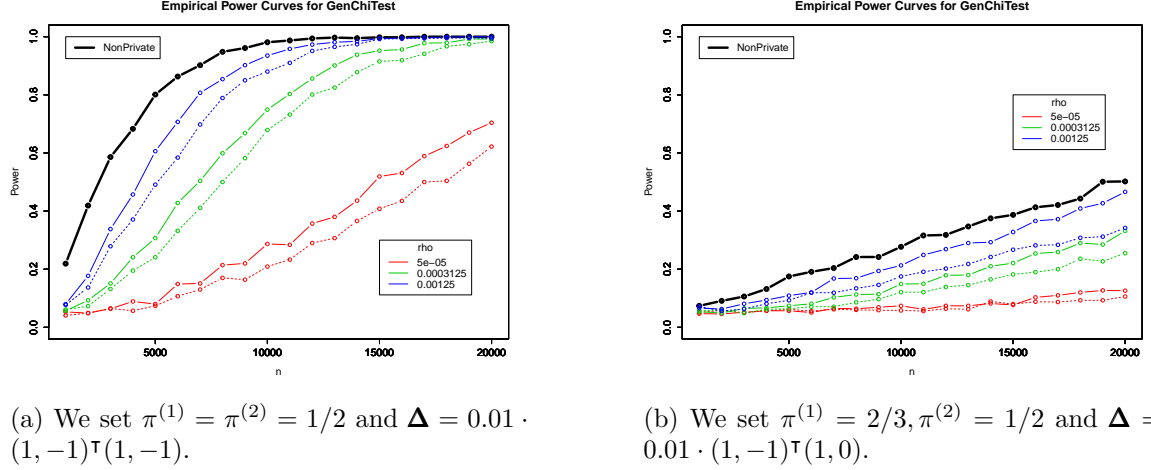 Empirical Power Curves for GenChiTest
NonPrivate
Power
1.0
0.8
0.6
0.4
0.2
0.0
rho
5e−05
0.0003125
0.00125
5000 10000 15000 20000
n
Empirical Power Curves for GenChiTest
NonPrivate
Power
1.0
0.8
0.6
0.4
0.2
0.0
rho
5e−05
0.0003125
0.00125
5000 10000 15000 20000
n
(a) We set π⁽¹⁾ = π⁽²⁾ = 1/2 and Δ = 0.01 ·
(1, −1)ᵀ(1, −1).
(b) We set π⁽¹⁾ = 2/3, π⁽²⁾ = 1/2 and Δ =
0.01 · (1, −1)ᵀ(1, 0).